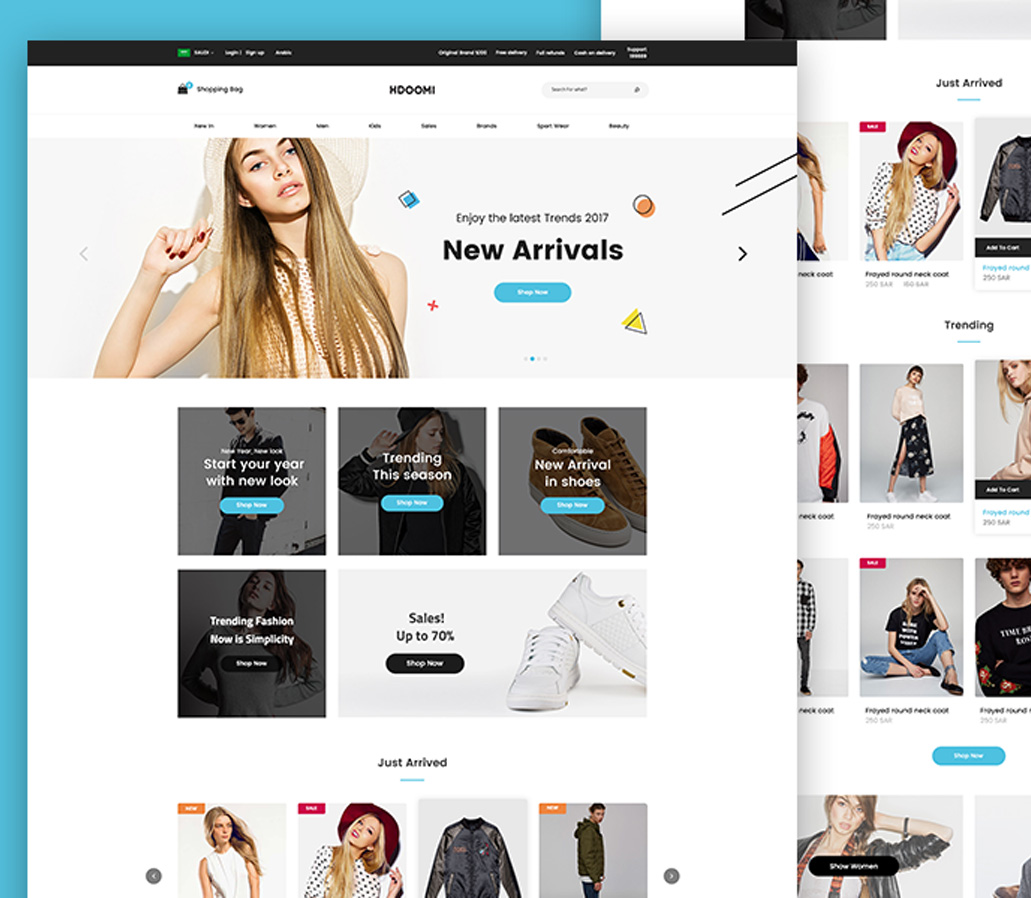 SAUDI
Login | Sign up
Arabic
Original Brand %100
Free delivery
Full refunds
Cash on delivery
Support
Shopping Bag
HDOOMI
Search For what?
New In
Women
Men
Kids
Sales
Brands
Sport Wear
Beauty
Enjoy the latest Trends 2017
New Arrivals
Shop Now
New Year, New look
Start your year
with new look
Shop Now
Trending
This season
Shop Now
Comfortable
New Arrival
in shoes
Shop Now
Trending Fashion
Now is Simplicity
Shop Now
Sales!
Up to 70%
Shop Now
Just Arrived
NEW
SALE
NEW
Just Arrived
SALE
Add To Cart
neck coat
Frayed round neck coat
250 SAR 150 SAR
Frayed round
250 SAR
Trending
Add To Cart
neck coat
Frayed round neck coat
250 SAR
Frayed round
250 SAR
SALE
TIME BR
neck coat
Frayed round neck coat
250 SAR
Frayed round
250 SAR
Shop Now
Show Women